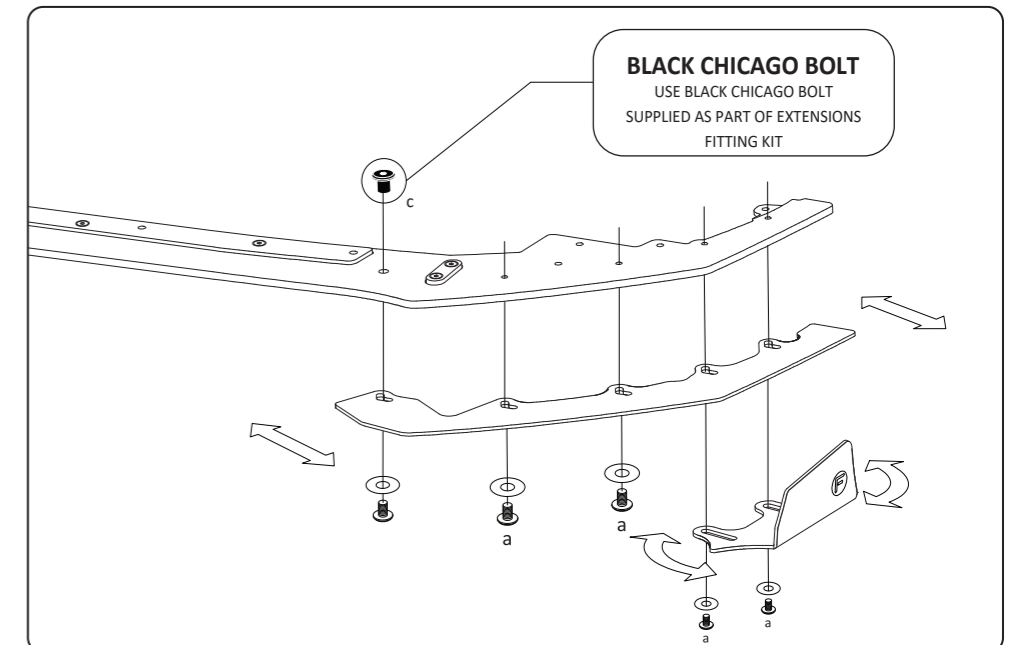 BLACK CHICAGO BOLT
USE BLACK CHICAGO BOLT
SUPPLIED AS PART OF EXTENSIONS
FITTING KIT
c
a
a
F
a
a